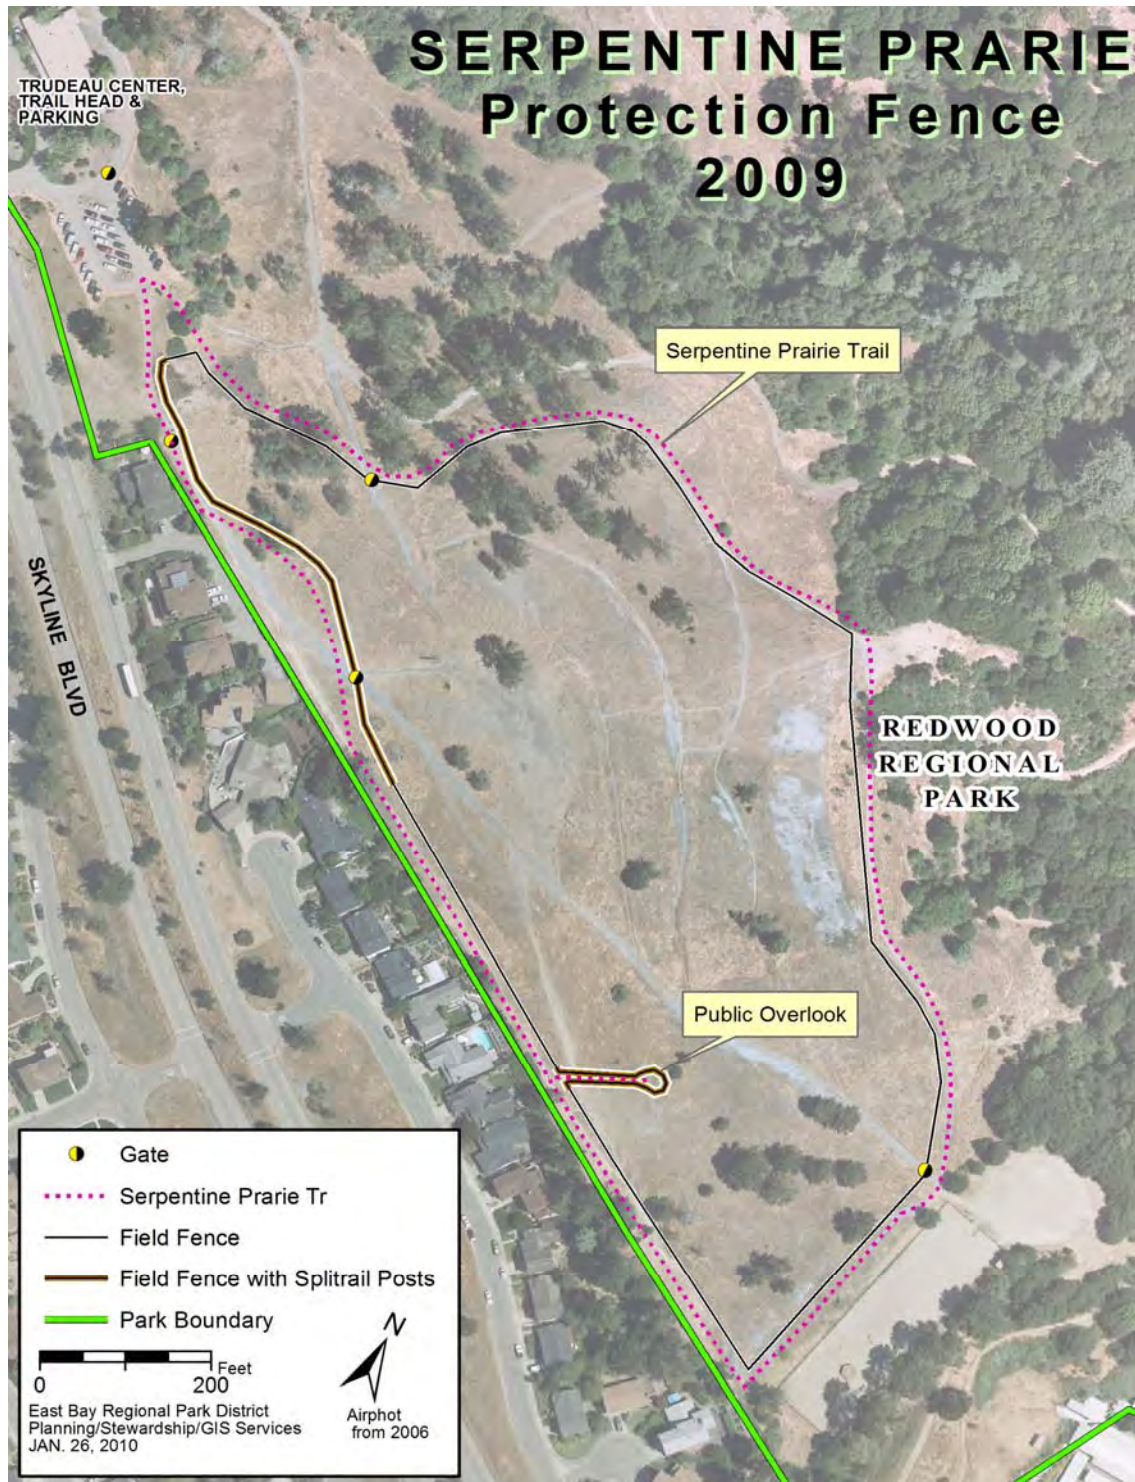 SERPENTINE PRARIE
Protection Fence
2009
TRUDEAU CENTER,
TRAIL HEAD &
PARKING
Serpentine Prairie Trail
SKYLINE BLVD
REDWOOD
REGIONAL
PARK
Public Overlook
Gate
Serpentine Prarie Tr
Field Fence
Field Fence with Splitrail Posts
Park Boundary
N
Feet
0 200
East Bay Regional Park District
Planning/Stewardship/GIS Services
JAN. 26, 2010
Airphot
from 2006